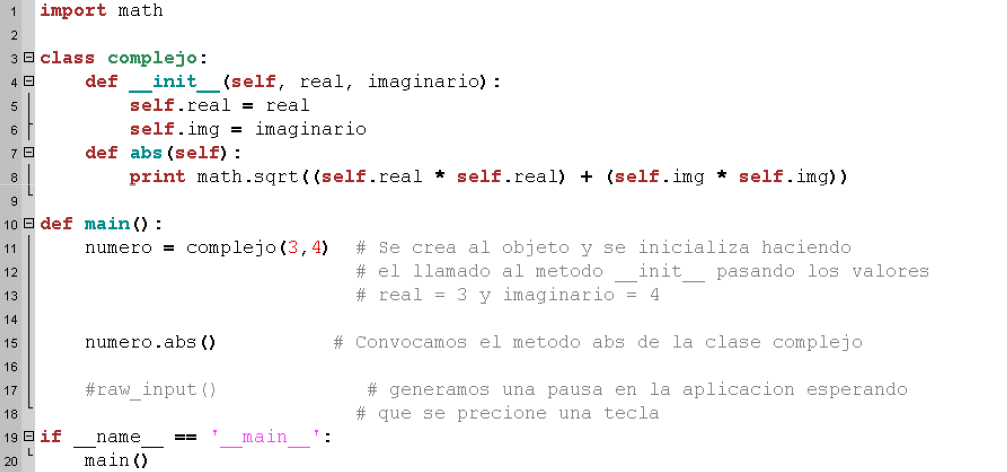 1 import math
2
3 class complejo:
4     def __init__(self, real, imaginario):
5         self.real = real
6         self.img = imaginario
7     def abs(self):
8         print math.sqrt((self.real * self.real) + (self.img * self.img))
9
10 def main():
11     numero = complejo(3,4)  # Se crea al objeto y se inicializa haciendo
12                             # el llamado al metodo __init__ pasando los valores
13                             # real = 3 y imaginario = 4
14
15     numero.abs()          # Convocamos el metodo abs de la clase complejo
16
17     #raw_input()             # generamos una pausa en la aplicacion esperando
18                             # que se precione una tecla
19 if __name__ == '__main__':
20     main()